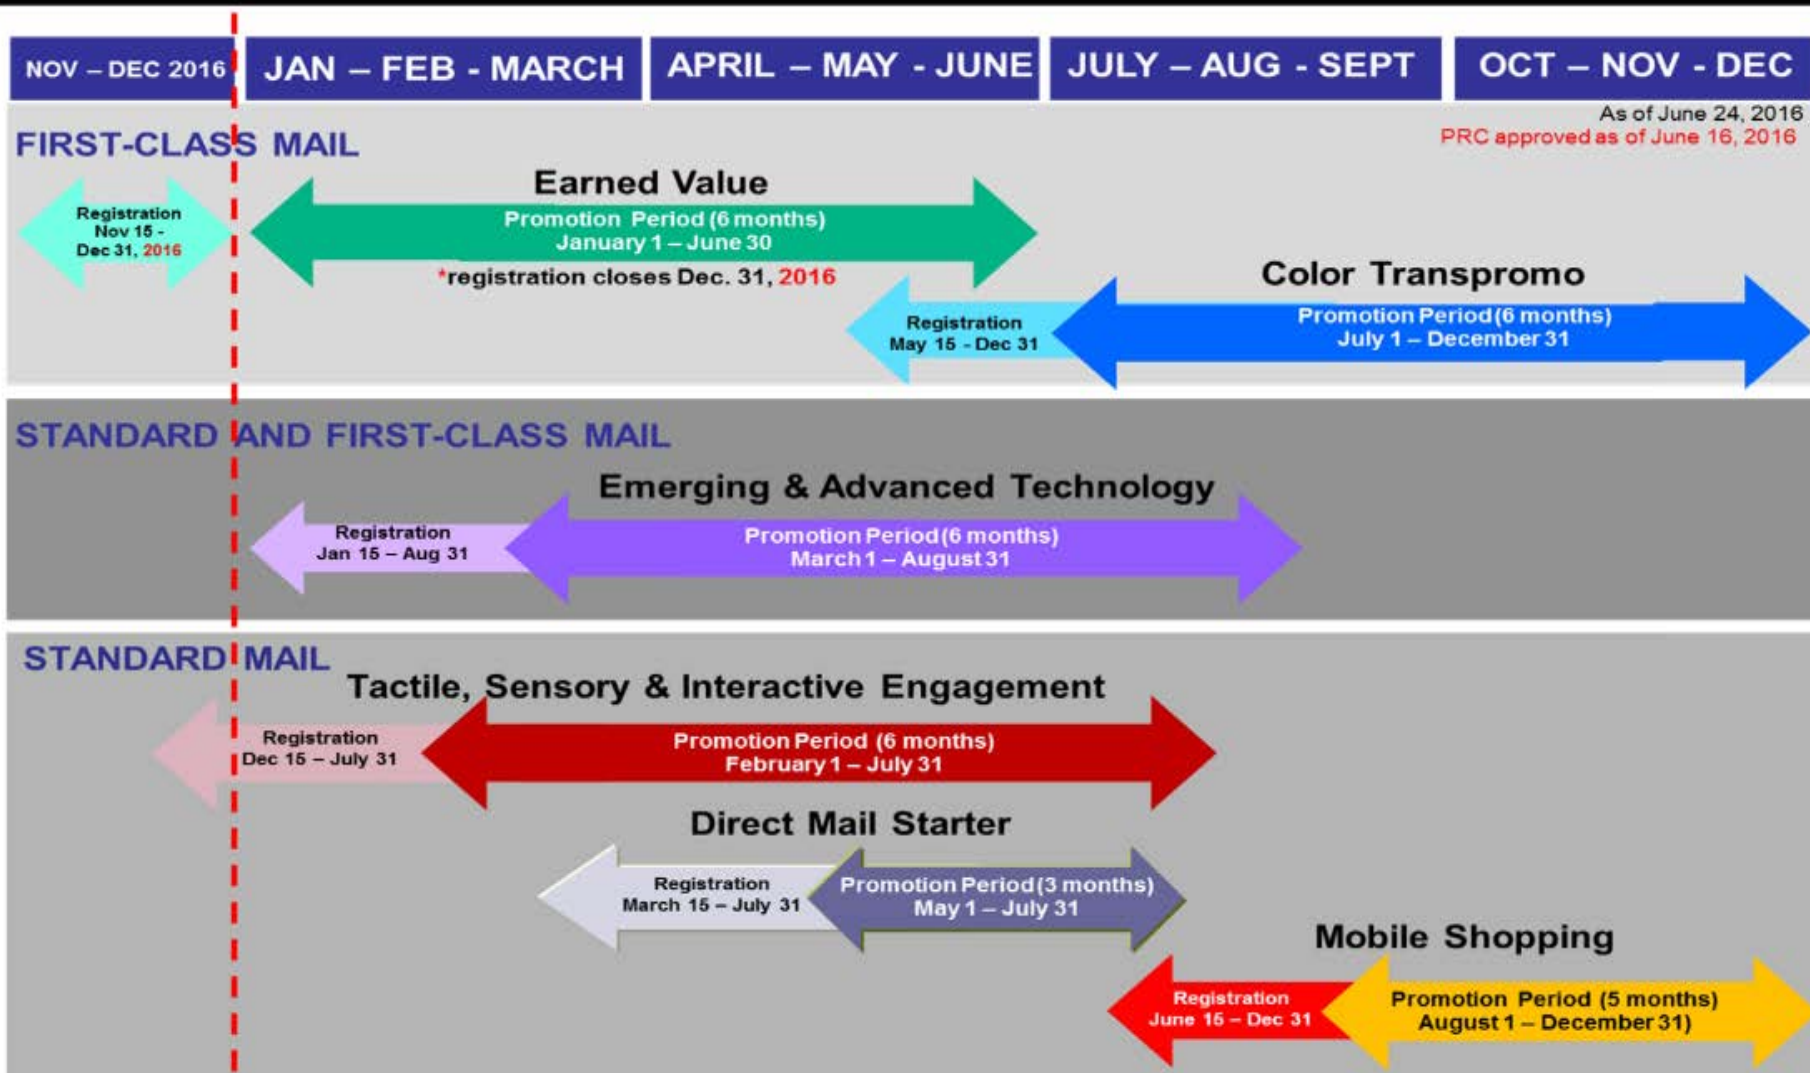 NOV – DEC 2016
JAN – FEB - MARCH
APRIL – MAY - JUNE
JULY – AUG - SEPT
OCT – NOV - DEC
As of June 24, 2016
PRC approved as of June 16, 2016
FIRST-CLASS MAIL
Earned Value
Registration
Nov 15 -
Dec 31, 2016
Promotion Period (6 months)
January 1 – June 30
*registration closes Dec. 31, 2016
Color Transpromo
Registration
May 15 - Dec 31
Promotion Period (6 months)
July 1 – December 31
STANDARD AND FIRST-CLASS MAIL
Emerging & Advanced Technology
Registration
Jan 15 – Aug 31
Promotion Period (6 months)
March 1 – August 31
STANDARD MAIL
Tactile, Sensory & Interactive Engagement
Registration
Dec 15 – July 31
Promotion Period (6 months)
February 1 – July 31
Direct Mail Starter
Registration
March 15 – July 31
Promotion Period (3 months)
May 1 – July 31
Mobile Shopping
Registration
June 15 – Dec 31
Promotion Period (5 months)
August 1 – December 31)